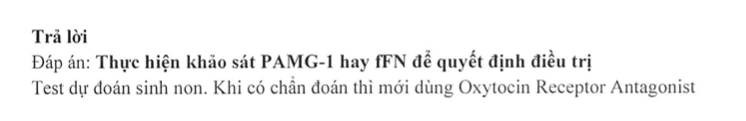 Trả lời
Đáp án: Thực hiện khảo sát PAMG-1 hay fFN để quyết định điều trị
Test dự đoán sinh non. Khi có chẩn đoán thì mới dùng Oxytocin Receptor Antagonist